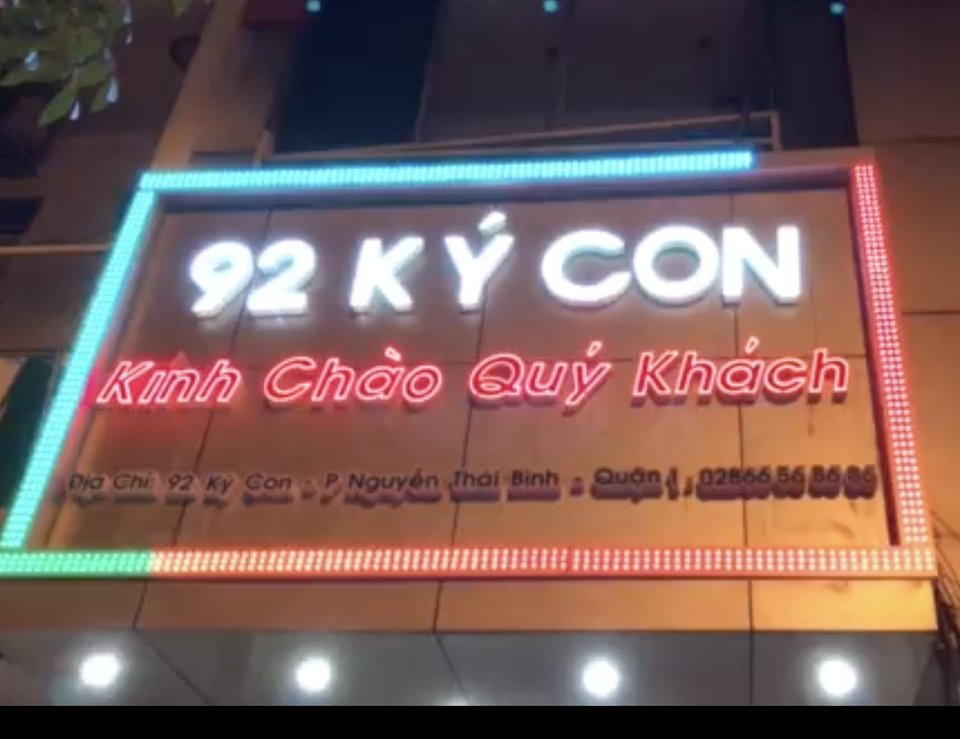 92 KÝ CON
Kính Chào Quý Khách
Địa Chỉ: 92 Ký Con - P Nguyễn Thái Bình - Quận 1, 02866 56 86 86